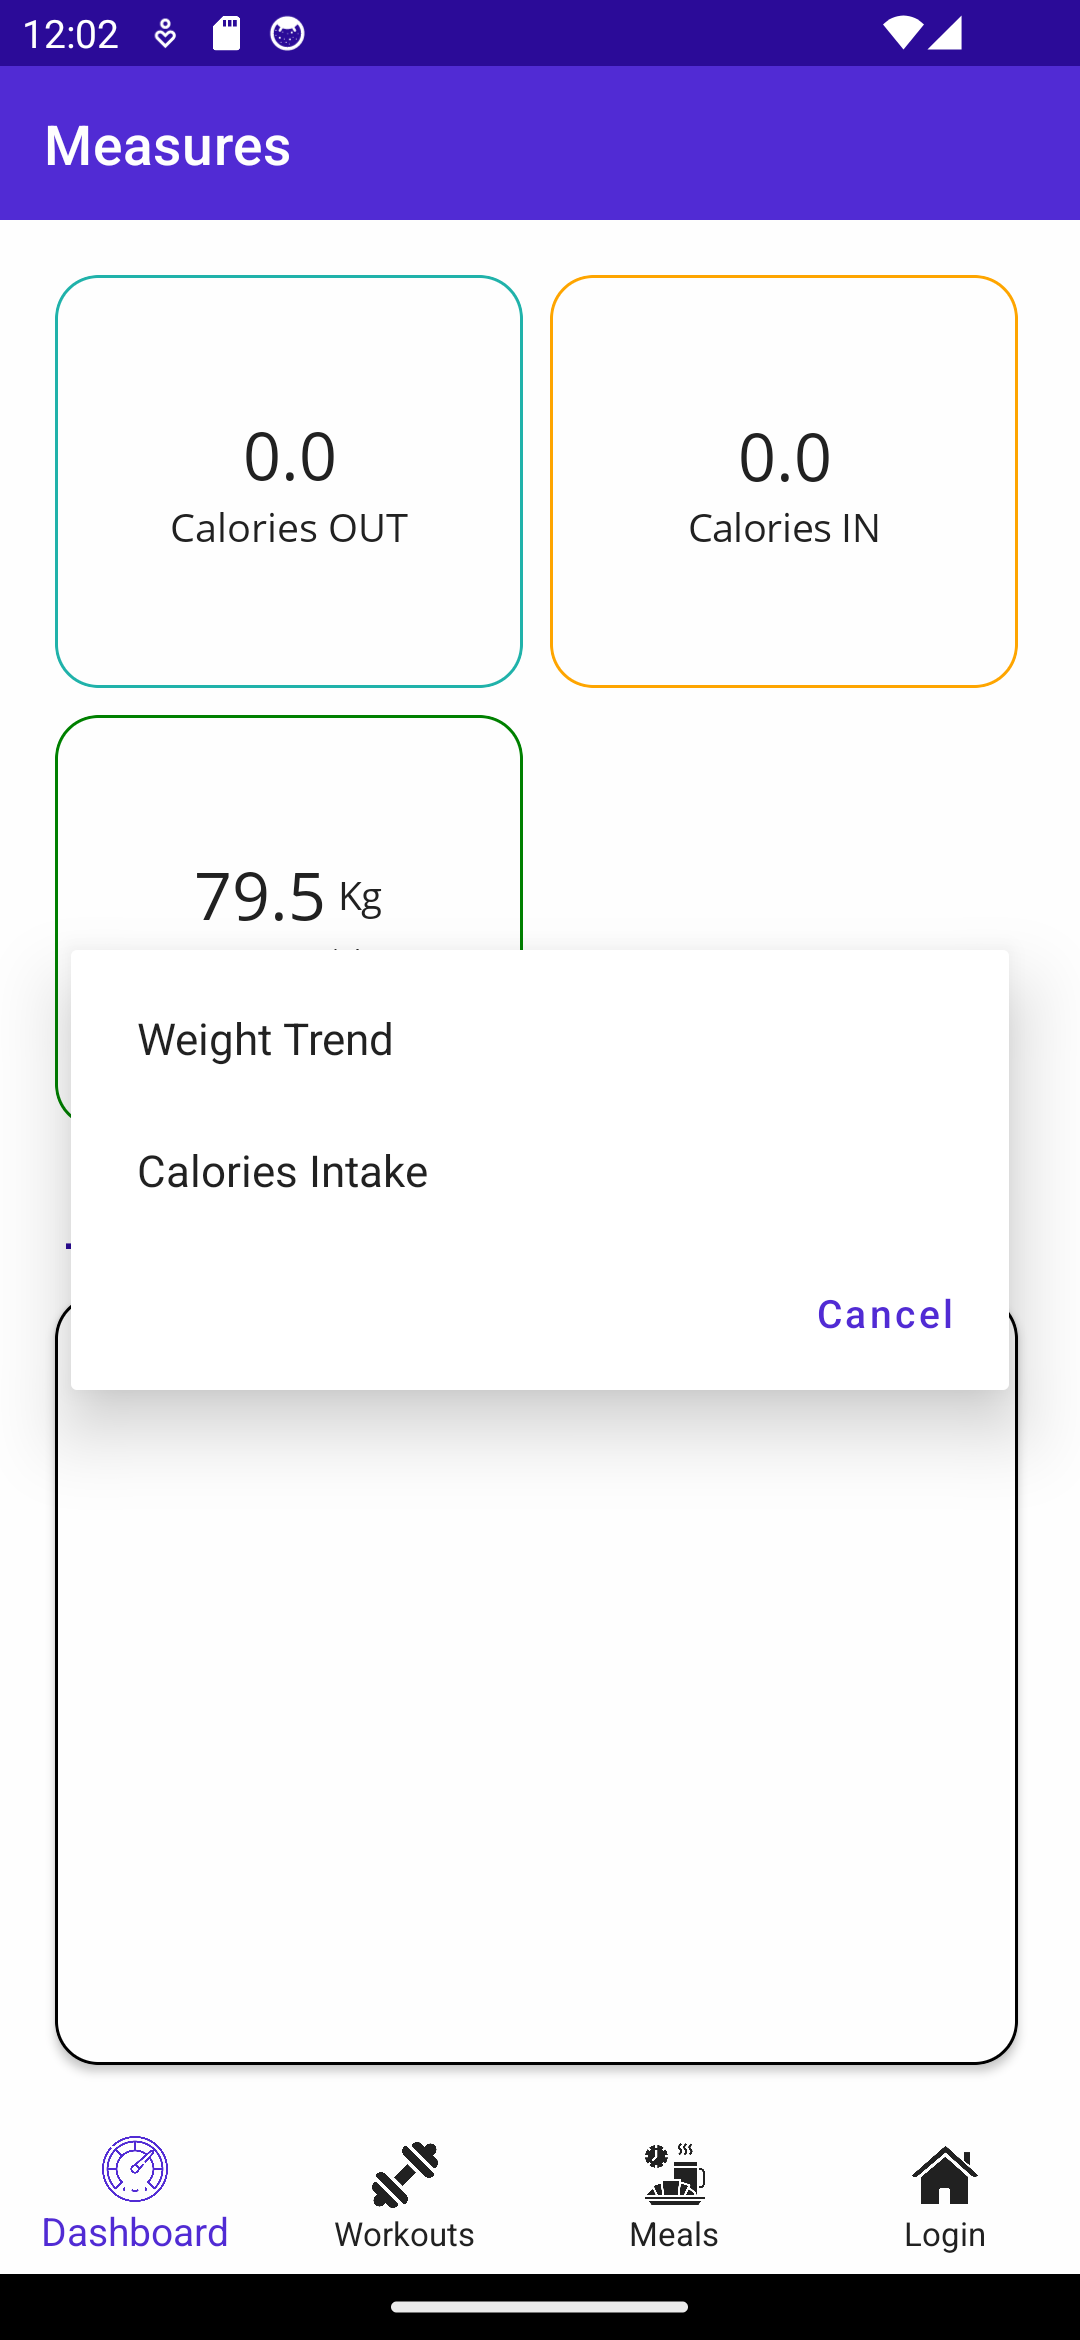 12:02
Measures
0.0
Calories OUT
0.0
Calories IN
79.5 Kg
Weight Trend
Calories Intake
Cancel
Dashboard
Workouts
Meals
Login